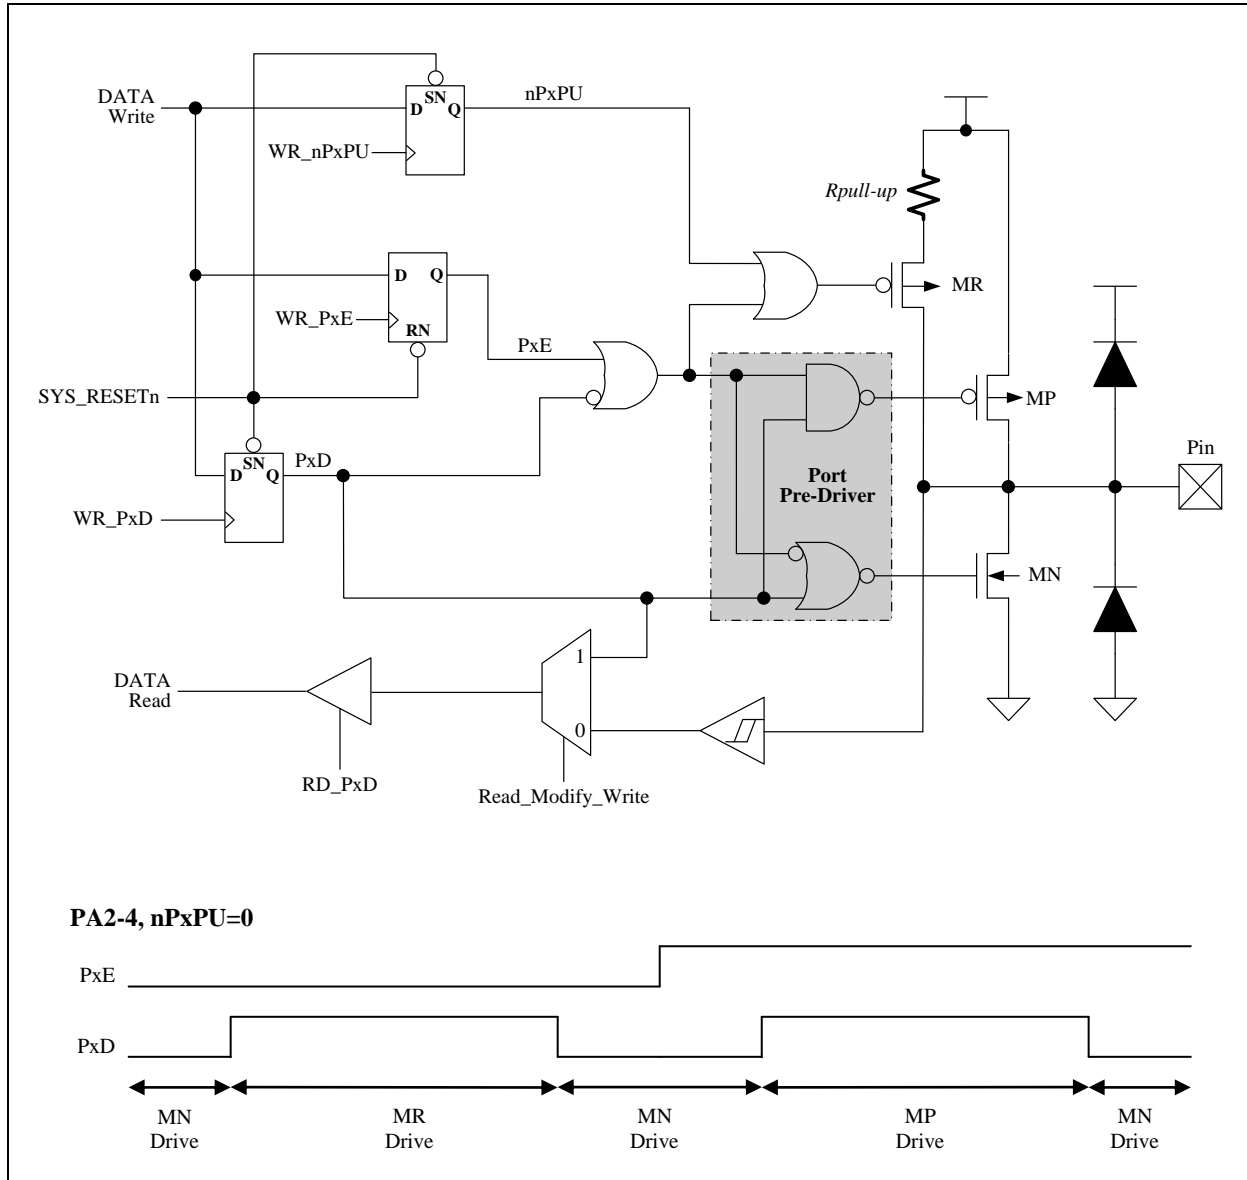 DATA
Write
SN
D Q
nPxPU
WR_nPxPU
Rpull-up
D Q
MR
WR_PxE
RN
PxE
SYS_RESETn
MP
SN
D Q
PxD
Pin
Port
Pre-Driver
WR_PxD
MN
1
DATA
Read
0
RD_PxD
Read_Modify_Write
PA2-4, nPxPU=0
PxE
PxD
MN
Drive
MR
Drive
MN
Drive
MP
Drive
MN
Drive